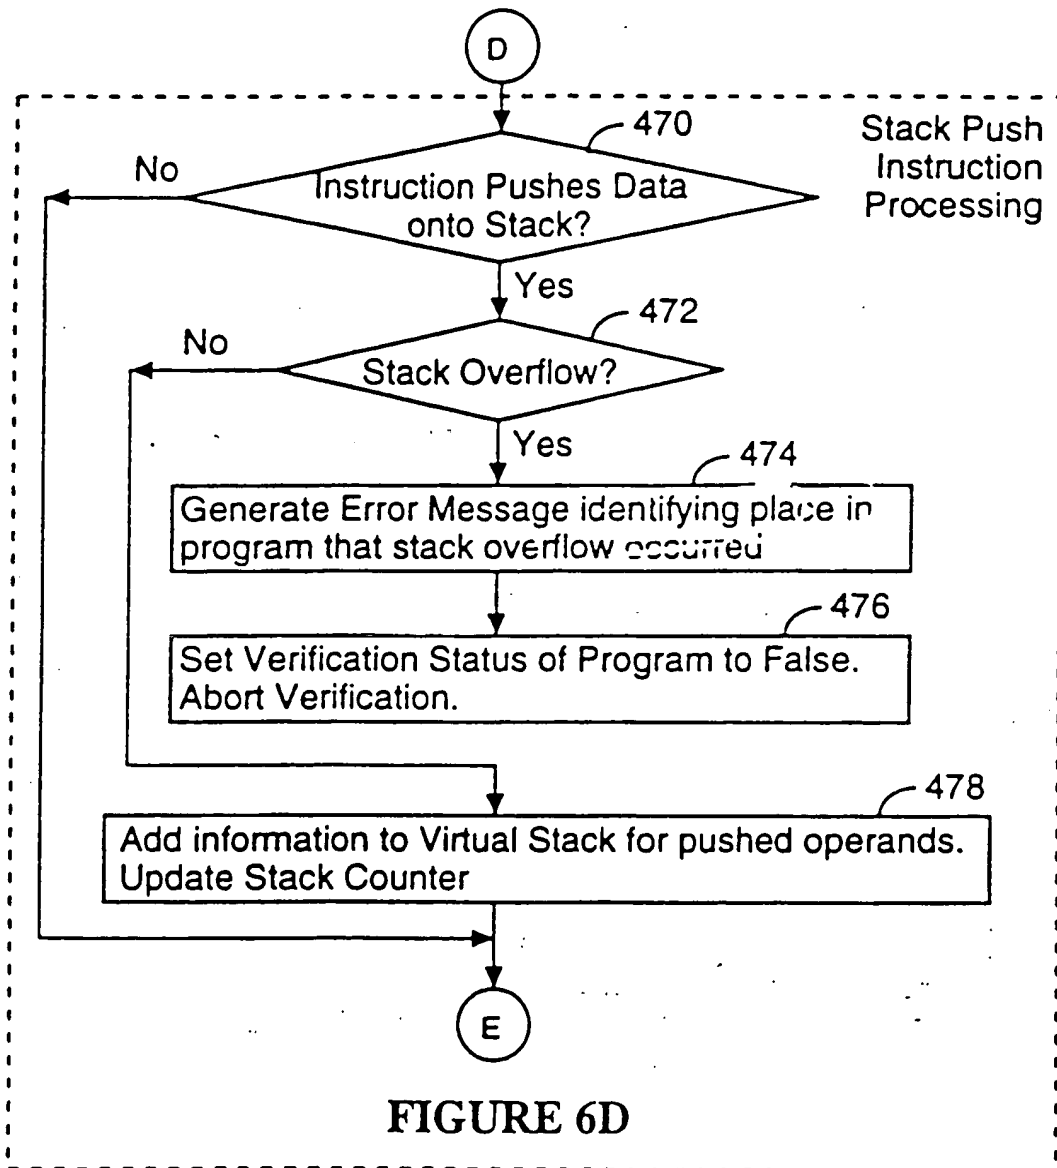 D
470
Stack Push
Instruction
Processing
No
Instruction Pushes Data
onto Stack?
Yes
472
No
Stack Overflow?
Yes
474
Generate Error Message identifying place in
program that stack overflow occurred
476
Set Verification Status of Program to False.
Abort Verification.
478
Add information to Virtual Stack for pushed operands.
Update Stack Counter
E
FIGURE 6D